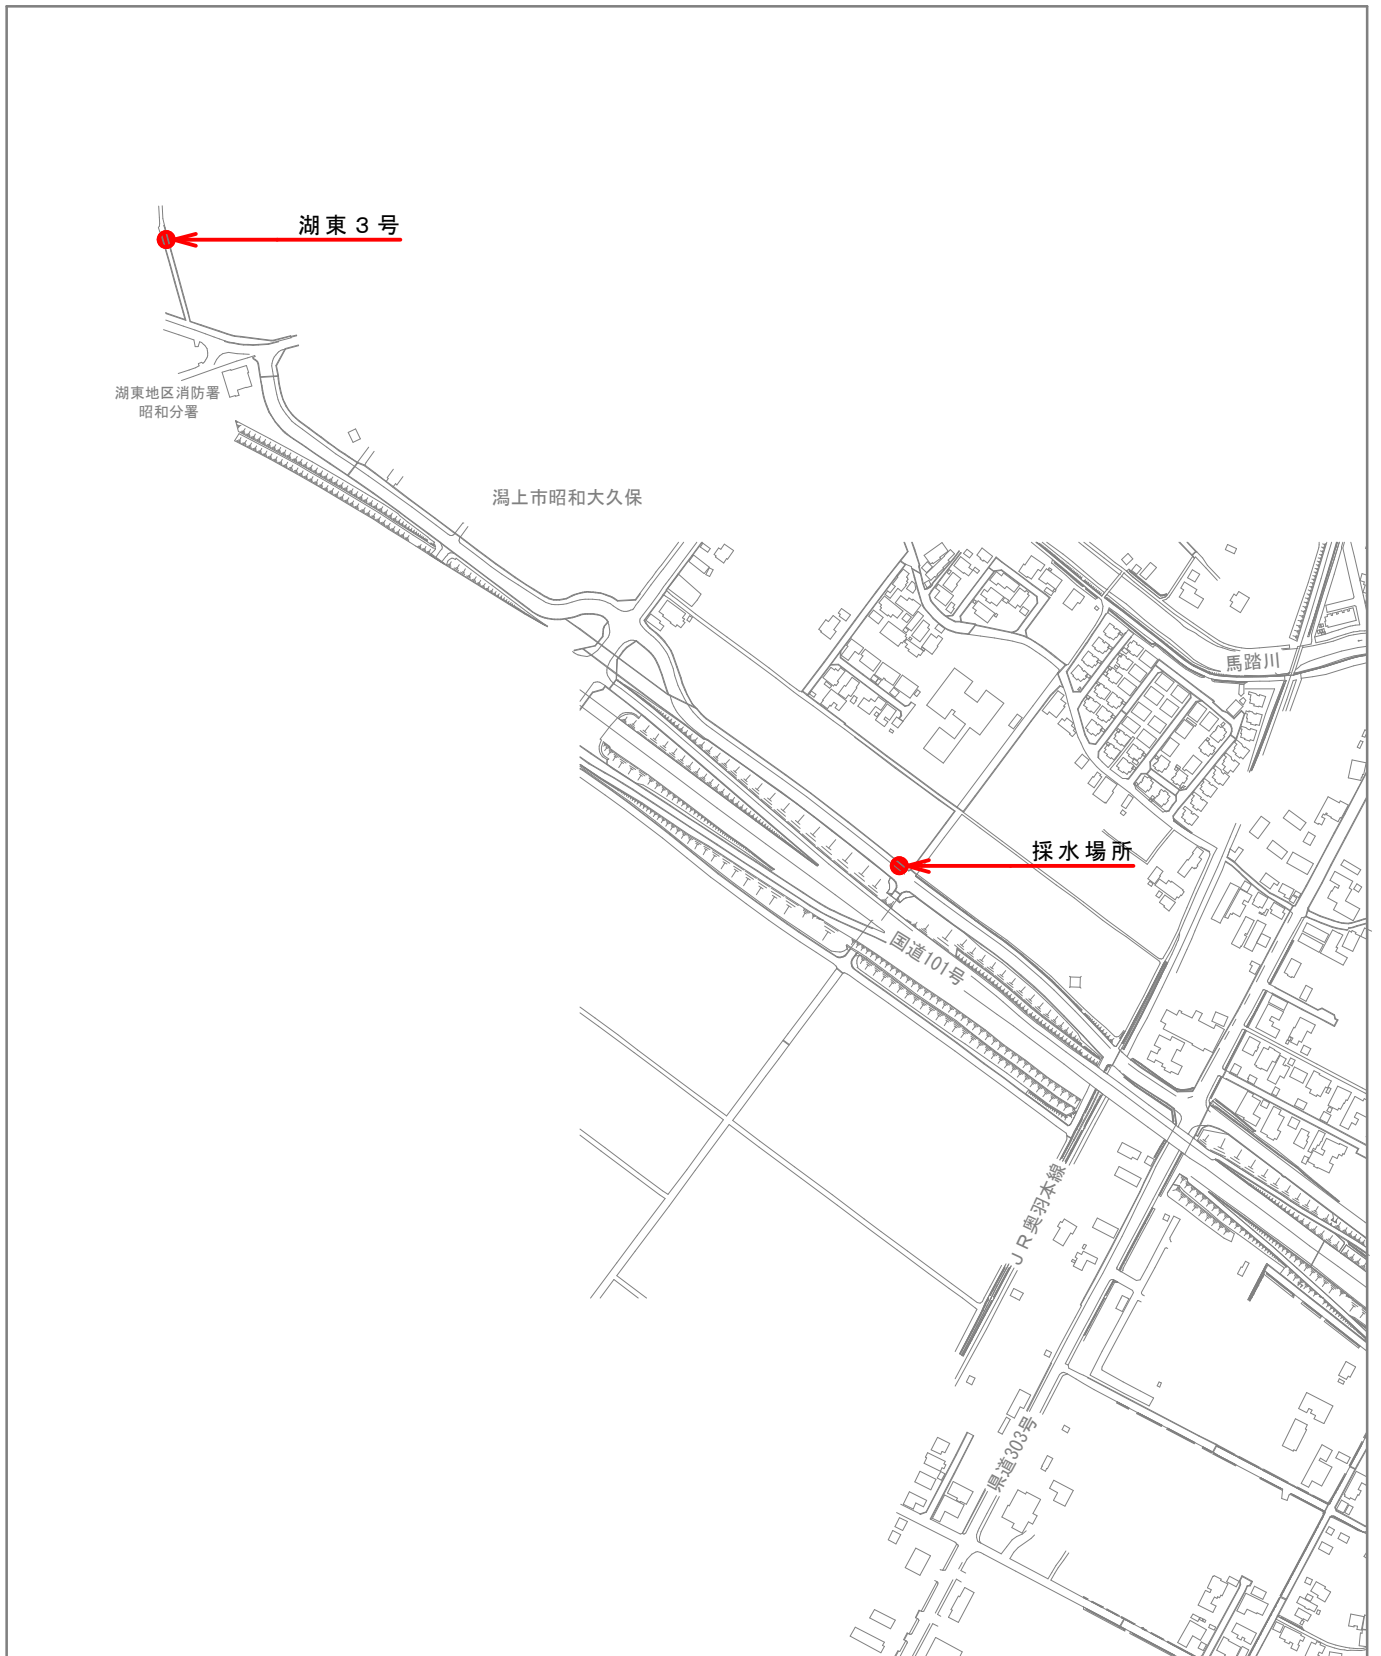 湖東３号
湖東地区消防署
昭和分署
潟上市昭和大久保
馬踏川
採水場所
国道101号
ＪＲ奥羽本線
県道303号